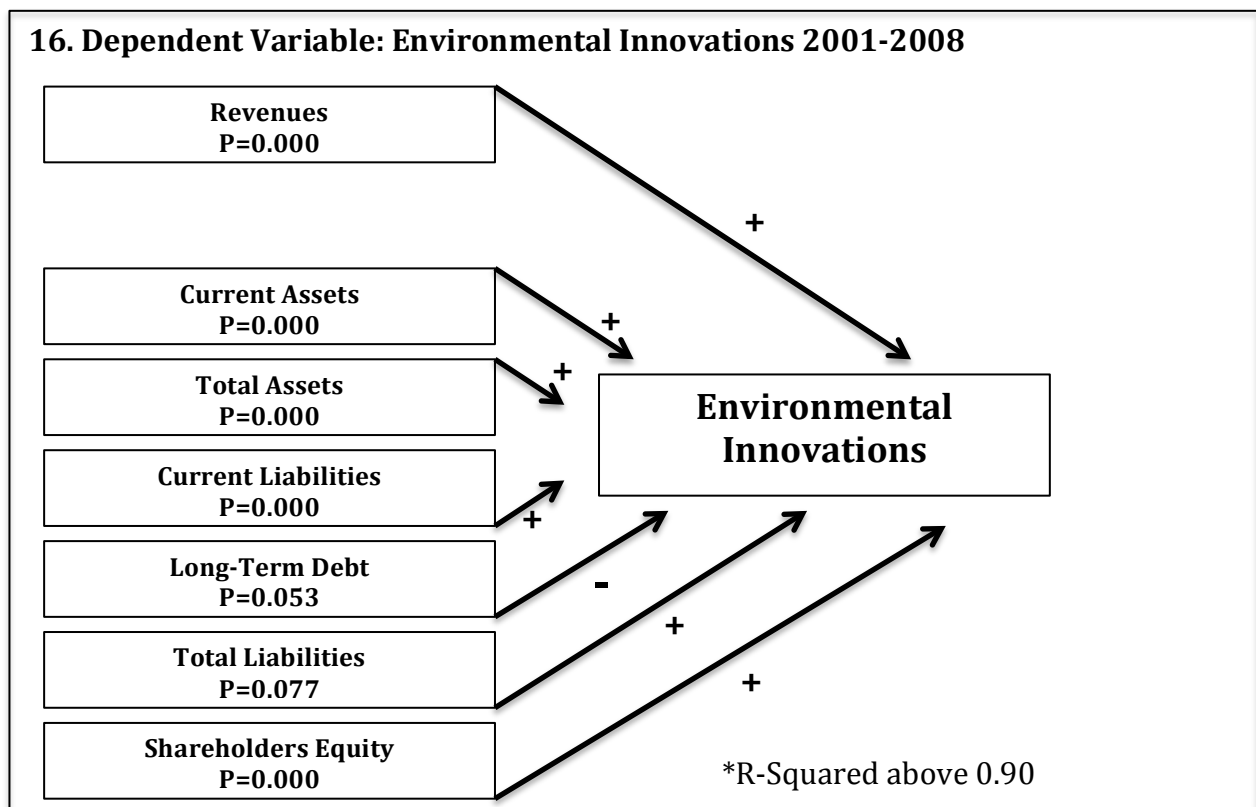 16. Dependent Variable: Environmental Innovations 2001-2008
Revenues
P=0.000
+
Current Assets
P=0.000
+
Total Assets
P=0.000
+
Environmental
Innovations
Current Liabilities
P=0.000
+
Long-Term Debt
P=0.053
-
Total Liabilities
P=0.077
+
Shareholders Equity
P=0.000
+
*R-Squared above 0.90